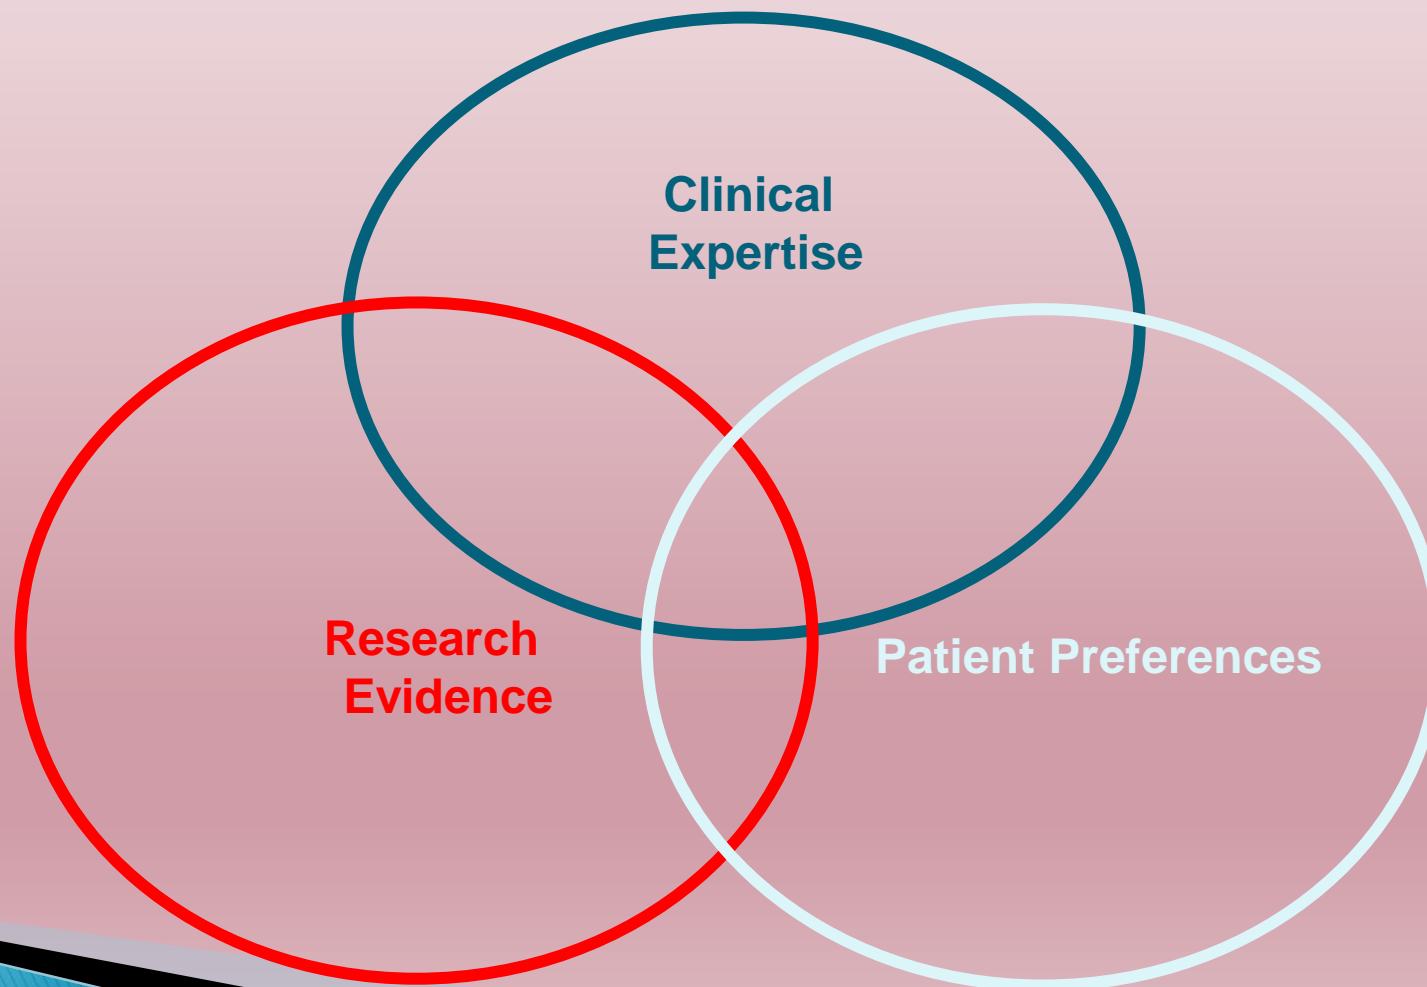 Clinical
Expertise
Research
Evidence
Patient Preferences